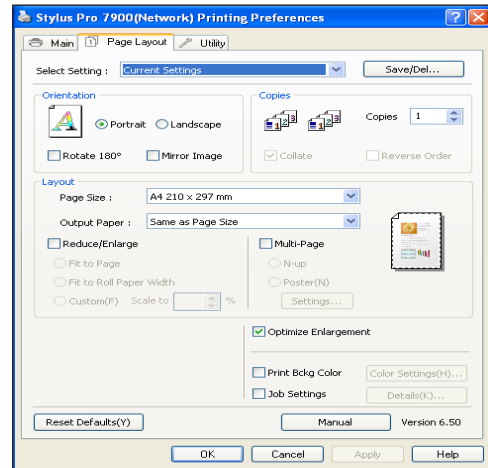 Stylus Pro 7900(Network) Printing Preferences
Main Page Layout Utility
Select Setting : Current Settings Save/Del...
Orientation
Portrait Landscape
Rotate 180° Mirror Image
Copies
Copies 1
Collate Reverse Order
Layout
Page Size : A4 210 x 297 mm
Output Paper : Same as Page Size
Reduce/Enlarge
Fit to Page
Fit to Roll Paper Width
Custom(F) Scale to %
Multi-Page
N-up
Poster(N)
Settings...
Optimize Enlargement
Print Bckg Color Color Settings(H)...
Job Settings Details(K)...
Reset Defaults(Y) Manual Version 6.50
OK Cancel Apply Help